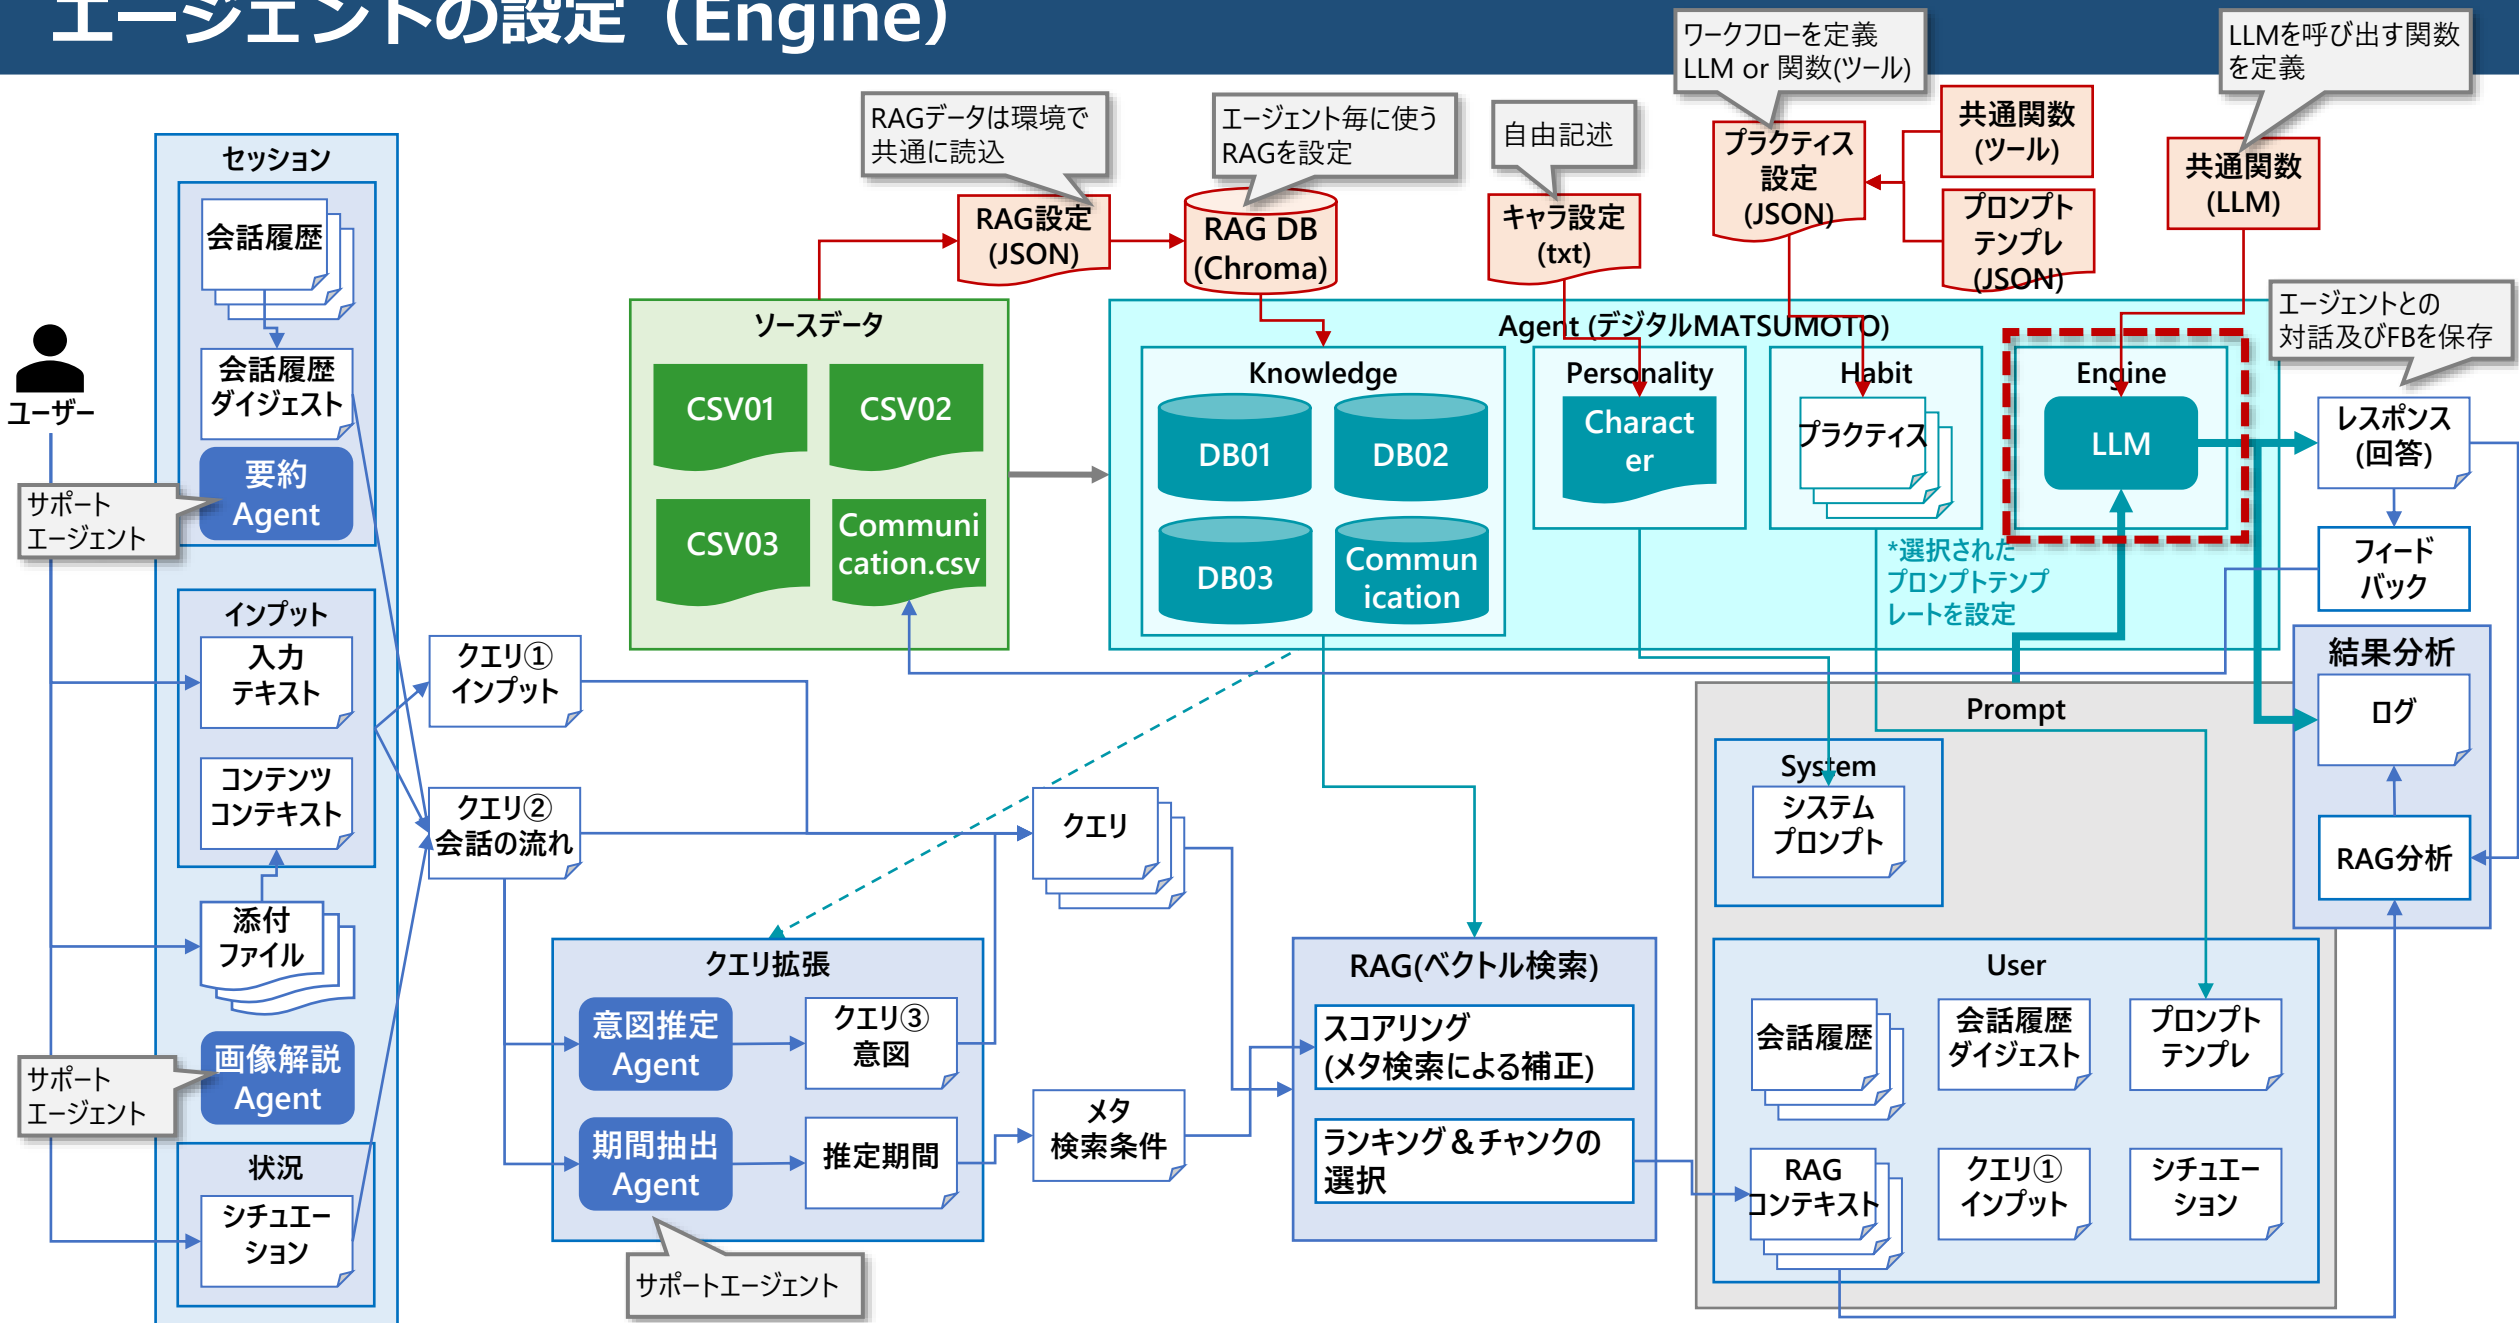 エージェントの設定（Engine）
ワークフローを定義
LLM or 関数(ツール)
LLMを呼び出す関数
を定義
RAGデータは環境で
共通に読込
エージェント毎に使う
RAGを設定
自由記述
プラクティス
設定
(JSON)
共通関数
(ツール)
プロンプト
テンプレ
(JSON)
共通関数
(LLM)
RAG設定
(JSON)
RAG DB
(Chroma)
キャラ設定
(txt)
エージェントとの
対話及びFBを保存
ユーザー
セッション
会話履歴
会話履歴
ダイジェスト
要約
Agent
サポート
エージェント
インプット
入力
テキスト
コンテンツ
コンテキスト
添付
ファイル
画像解説
Agent
サポート
エージェント
状況
シチュエー
ション
クエリ①
インプット
クエリ②
会話の流れ
ソースデータ
CSV01
CSV02
CSV03
Communi
cation.csv
Agent (デジタルMATSUMOTO)
Knowledge
DB01
DB02
DB03
Commun
ication
Personality
Charact
er
Habit
プラクティス
*選択された
プロンプトテンプ
レートを設定
Engine
LLM
レスポンス
(回答)
フィード
バック
結果分析
ログ
RAG分析
クエリ
クエリ拡張
意図推定
Agent
クエリ③
意図
期間抽出
Agent
推定期間
サポートエージェント
メタ
検索条件
RAG(ベクトル検索)
スコアリング
(メタ検索による補正)
ランキング＆チャンクの
選択
Prompt
System
システム
プロンプト
User
会話履歴
会話履歴
ダイジェスト
プロンプト
テンプレ
RAG
コンテキスト
クエリ①
インプット
シチュエー
ション